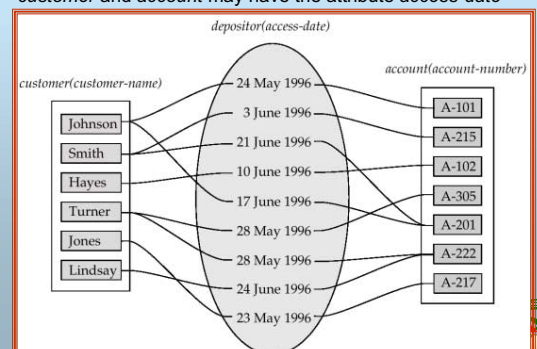 customer and account may have the attribute access-date
depositor(access-date)
customer(customer-name)
account(account-number)
Johnson
Smith
Hayes
Turner
Jones
Lindsay
24 May 1996
3 June 1996
21 June 1996
10 June 1996
17 June 1996
28 May 1996
28 May 1996
24 June 1996
23 May 1996
A-101
A-215
A-102
A-305
A-201
A-222
A-217